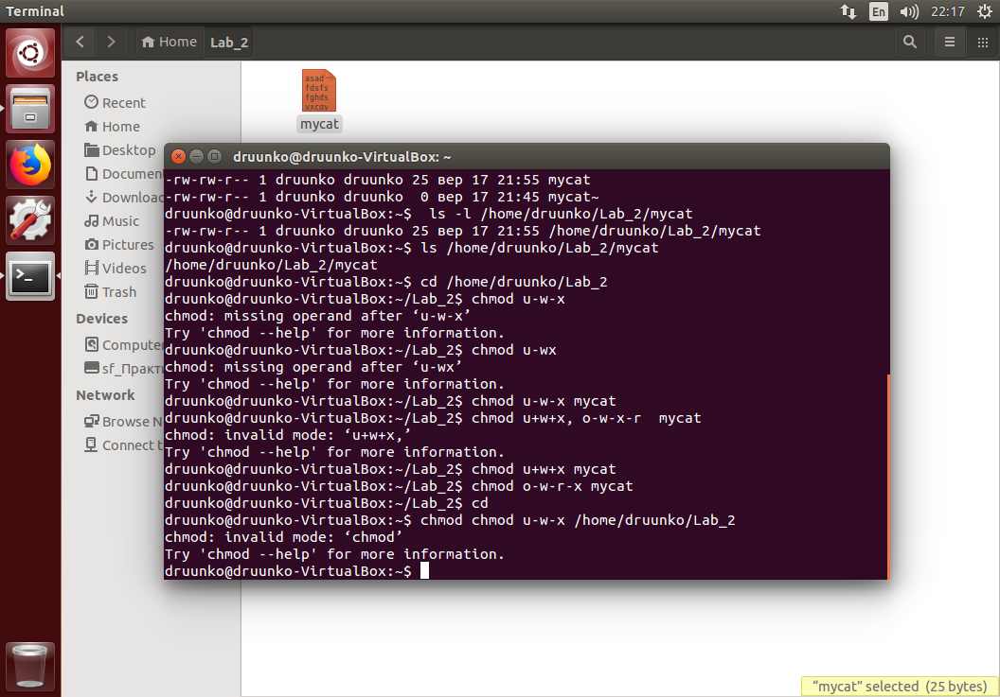 Terminal
En
22:17
Home
Lab_2
Places
Recent
Home
Desktop
Documen
Downloa
Music
Pictures
Videos
Trash
Devices
Compute
sf_Практи
Network
Browse N
Connect t
asad
fdsfs
fghds
vxcqv
mycat
druunko@druunko-VirtualBox: ~
-rw-rw-r-- 1 druunko druunko 25 вер 17 21:55 mycat
-rw-rw-r-- 1 druunko druunko  0 вер 17 21:45 mycat~
druunko@druunko-VirtualBox:~$  ls -l /home/druunko/Lab_2/mycat
-rw-rw-r-- 1 druunko druunko 25 вер 17 21:55 /home/druunko/Lab_2/mycat
druunko@druunko-VirtualBox:~$ ls /home/druunko/Lab_2/mycat
/home/druunko/Lab_2/mycat
druunko@druunko-VirtualBox:~$ cd /home/druunko/Lab_2
druunko@druunko-VirtualBox:~/Lab_2$ chmod u-w-x
chmod: missing operand after ‘u-w-x’
Try 'chmod --help' for more information.
druunko@druunko-VirtualBox:~/Lab_2$ chmod u-wx
chmod: missing operand after ‘u-wx’
Try 'chmod --help' for more information.
druunko@druunko-VirtualBox:~/Lab_2$ chmod u-w-x mycat
druunko@druunko-VirtualBox:~/Lab_2$ chmod u+w+x, o-w-x-r  mycat
chmod: invalid mode: ‘u+w+x,’
Try 'chmod --help' for more information.
druunko@druunko-VirtualBox:~/Lab_2$ chmod u+w+x mycat
druunko@druunko-VirtualBox:~/Lab_2$ chmod o-w-r-x mycat
druunko@druunko-VirtualBox:~/Lab_2$ cd
druunko@druunko-VirtualBox:~$ chmod chmod u-w-x /home/druunko/Lab_2
chmod: invalid mode: ‘chmod’
Try 'chmod --help' for more information.
druunko@druunko-VirtualBox:~$
“mycat” selected  (25 bytes)